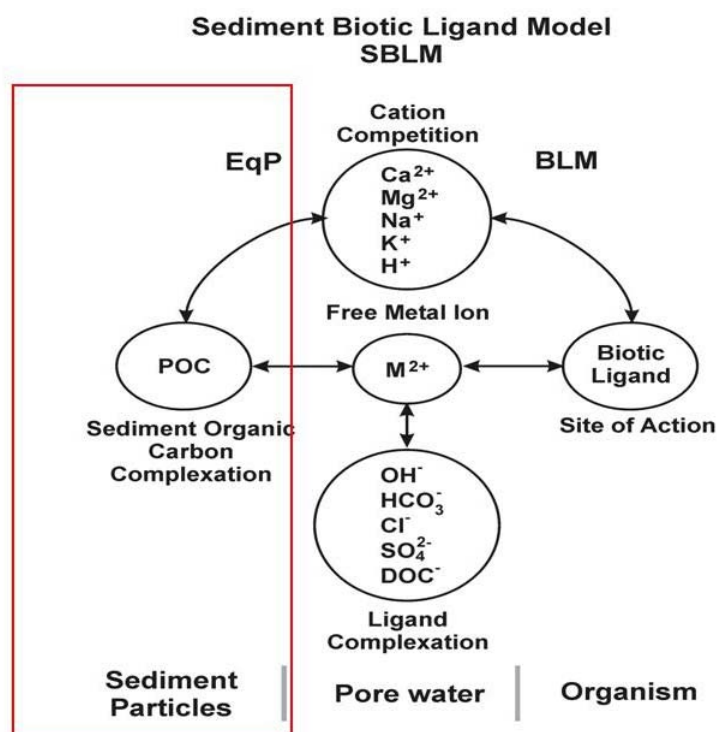 Sediment Biotic Ligand Model
SBLM
Cation
Competition
EqP
BLM
Ca²⁺
Mg²⁺
Na⁺
K⁺
H⁺
Free Metal Ion
POC
M²⁺
Biotic
Ligand
Sediment Organic
Carbon
Complexation
Site of Action
OH⁻
HCO₃⁻
Cl⁻
SO₄²⁻
DOC⁻
Ligand
Complexation
Sediment
Particles
Pore water
Organism